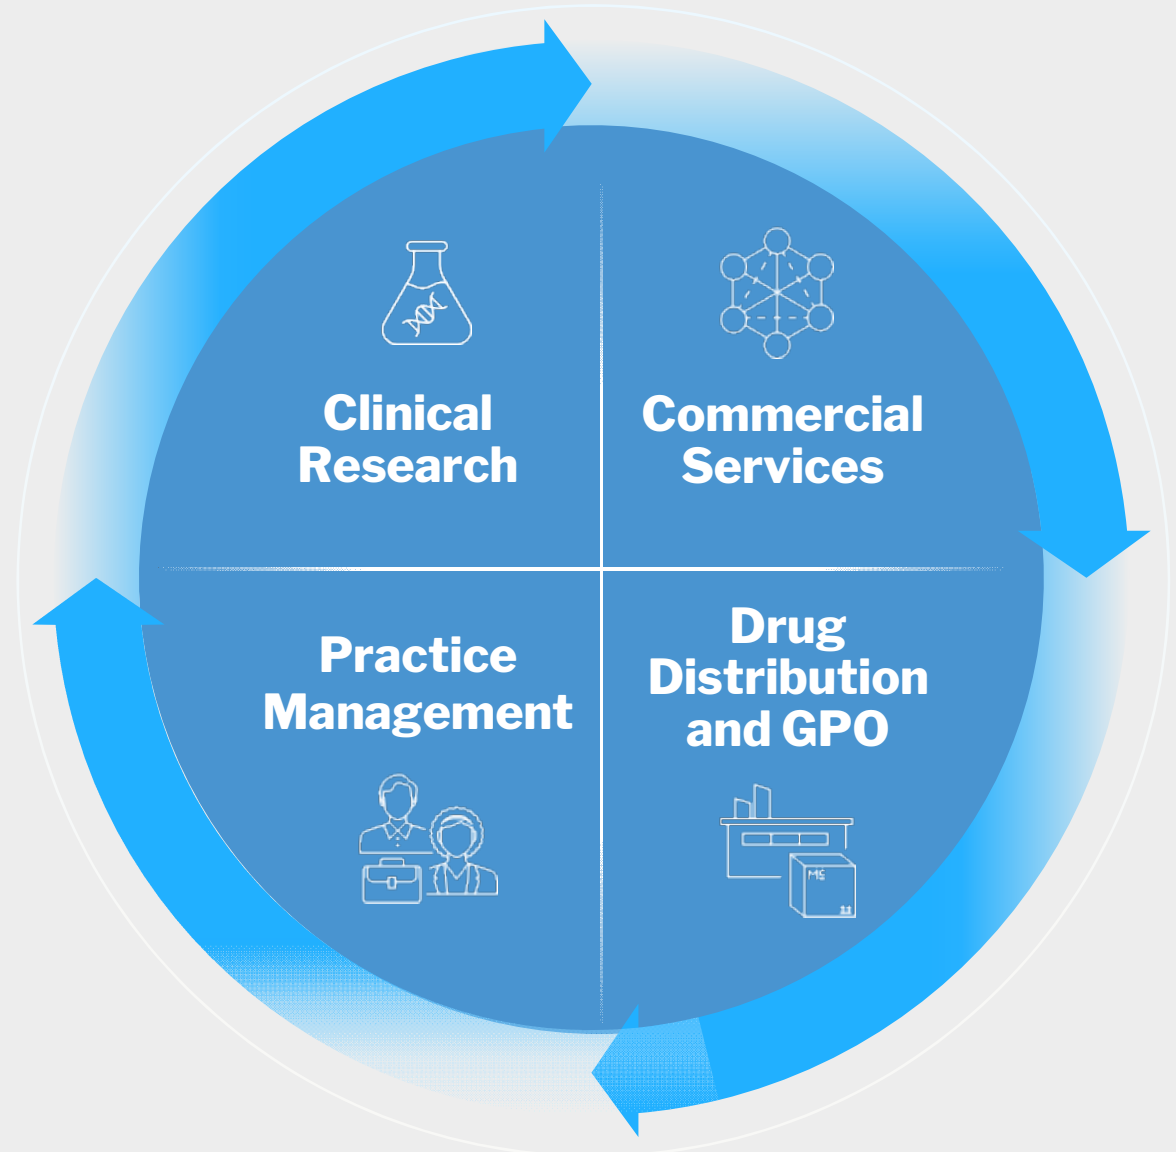 Clinical
Research
Commercial
Services
Practice
Management
Drug
Distribution
and GPO